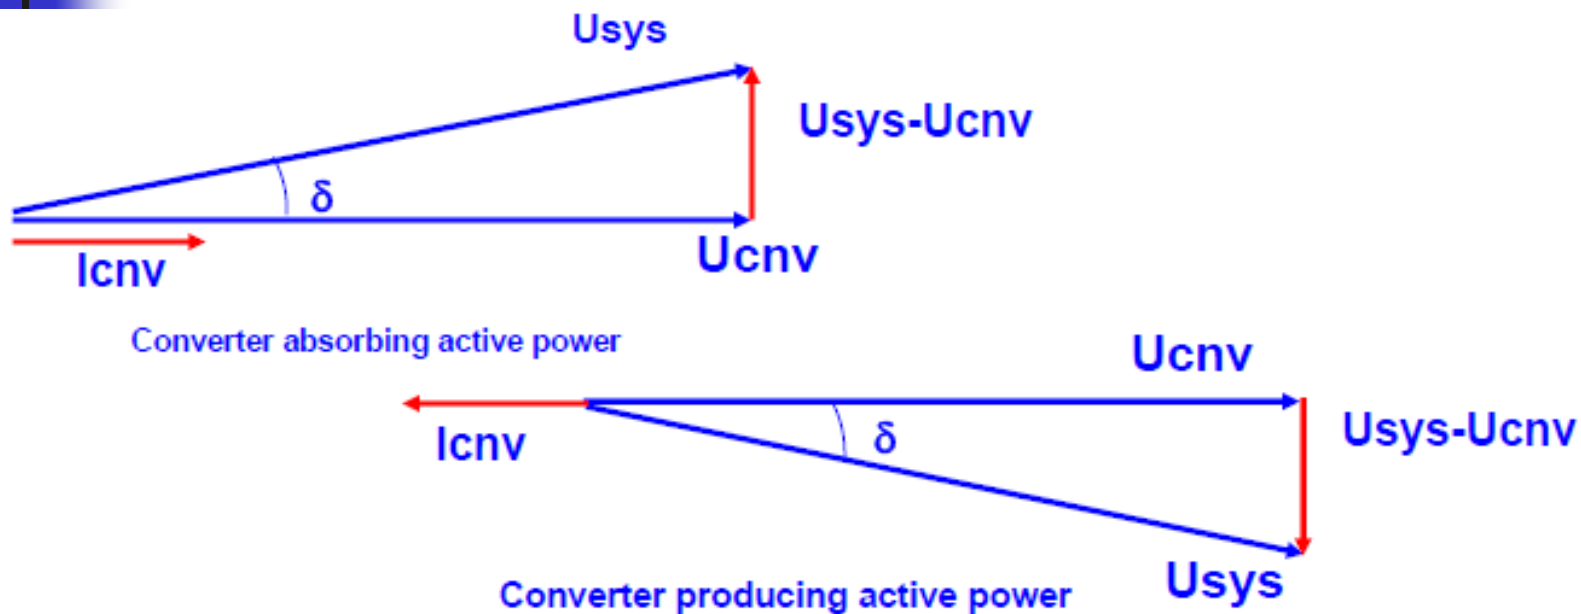 Usys
Usys-Ucnv
δ
Ucnv
Icnv
Converter absorbing active power
Ucnv
Icnv
δ
Usys-Ucnv
Usys
Converter producing active power